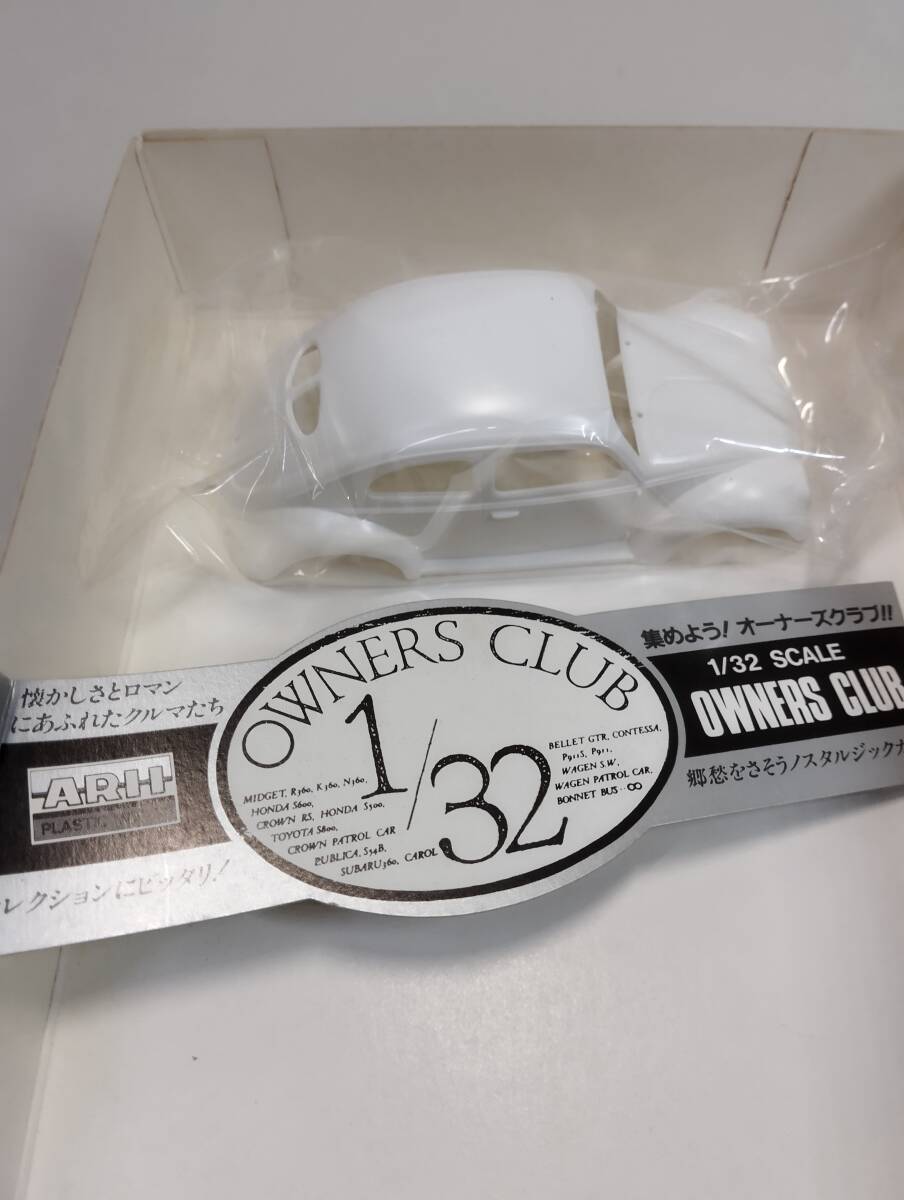 懐かしさとロマン
にあふれたクルマたち
ARII
PLASTIC
レクションにピッタリ!
OWNERS CLUB
1/32
MIDGET, R360, K360, N360,
HONDA S600,
CROWN RS, HONDA S500,
TOYOTA S800,
CROWN PATROL CAR
PUBLICA, S54B,
SUBARU360, CAROL
BELLET GTR, CONTESSA,
P911S, P911,
WAGEN S.W,
WAGEN PATROL CAR,
BONNET BUS··∞
集めよう! オーナーズクラブ!!
1/32 SCALE
OWNERS CLUB
郷愁をさそうノスタルジックナ